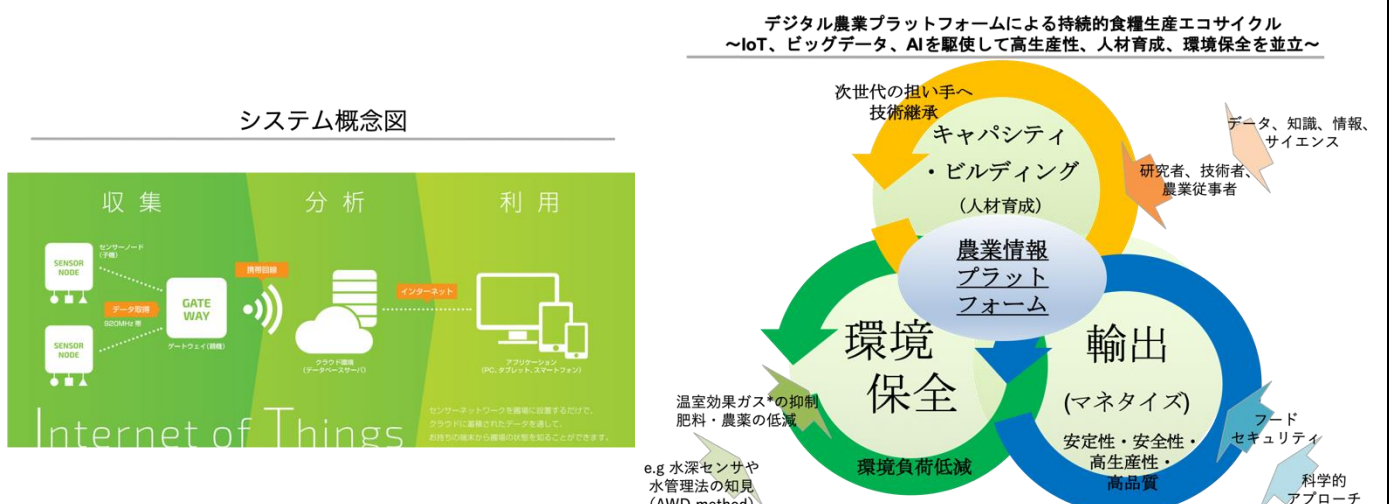 システム概念図
収集
分析
利用
センサーノード
(子機)
SENSOR
NODE
データ取得
920MHz 帯
SENSOR
NODE
GATE
WAY
ゲートウェイ(親機)
携帯回線
クラウド環境
(データベースサーバ)
インターネット
アプリケーション
(PC、タブレット、スマートフォン)
Internet of Things
センサーネットワークを圃場に設置するだけで、
クラウドに蓄積されたデータを通して、
お持ちの端末から圃場の状態を知ることができます。
デジタル農業プラットフォームによる持続的食糧生産エコサイクル
~IoT、ビッグデータ、AIを駆使して高生産性、人材育成、環境保全を並立~
次世代の担い手へ
技術継承
キャパシティ
・ビルディング
(人材育成)
データ、知識、情報、
サイエンス
研究者、技術者、
農業従事者
農業情報
プラット
フォーム
環境
保全
環境負荷低減
温室効果ガス*の抑制
肥料・農薬の低減
e.g 水深センサや
水管理法の知見
(AWD method)
輸出
(マネタイズ)
安定性・安全性・
高生産性・
高品質
フード
セキュリティ
科学的
アプローチ